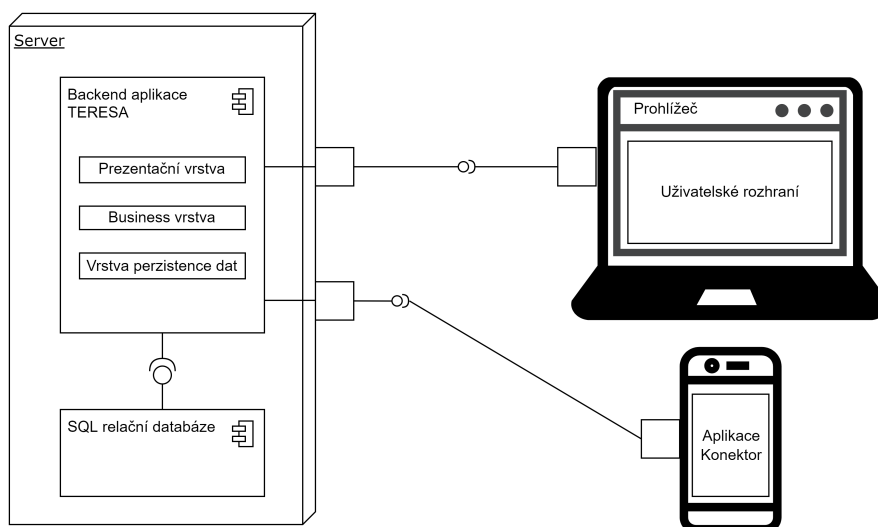 Server
Backend aplikace
TERESA
Prezentační vrstva
Business vrstva
Vrstva perzistence dat
SQL relační databáze
Prohlížeč
Uživatelské rozhraní
Aplikace
Konektor